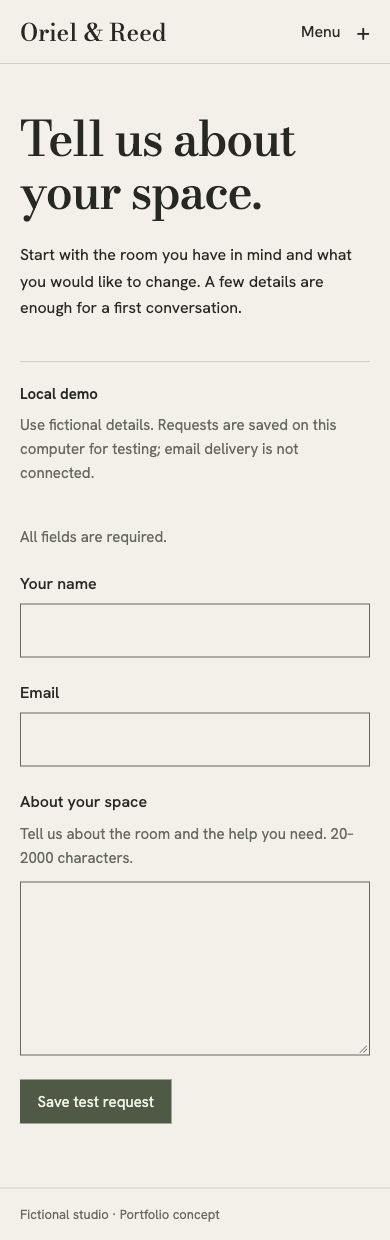 Oriel & Reed
Menu +
Tell us about
your space.
Start with the room you have in mind and what
you would like to change. A few details are
enough for a first conversation.
Local demo
Use fictional details. Requests are saved on this
computer for testing; email delivery is not
connected.
All fields are required.
Your name
Email
About your space
Tell us about the room and the help you need. 20–
2000 characters.
Save test request
Fictional studio · Portfolio concept